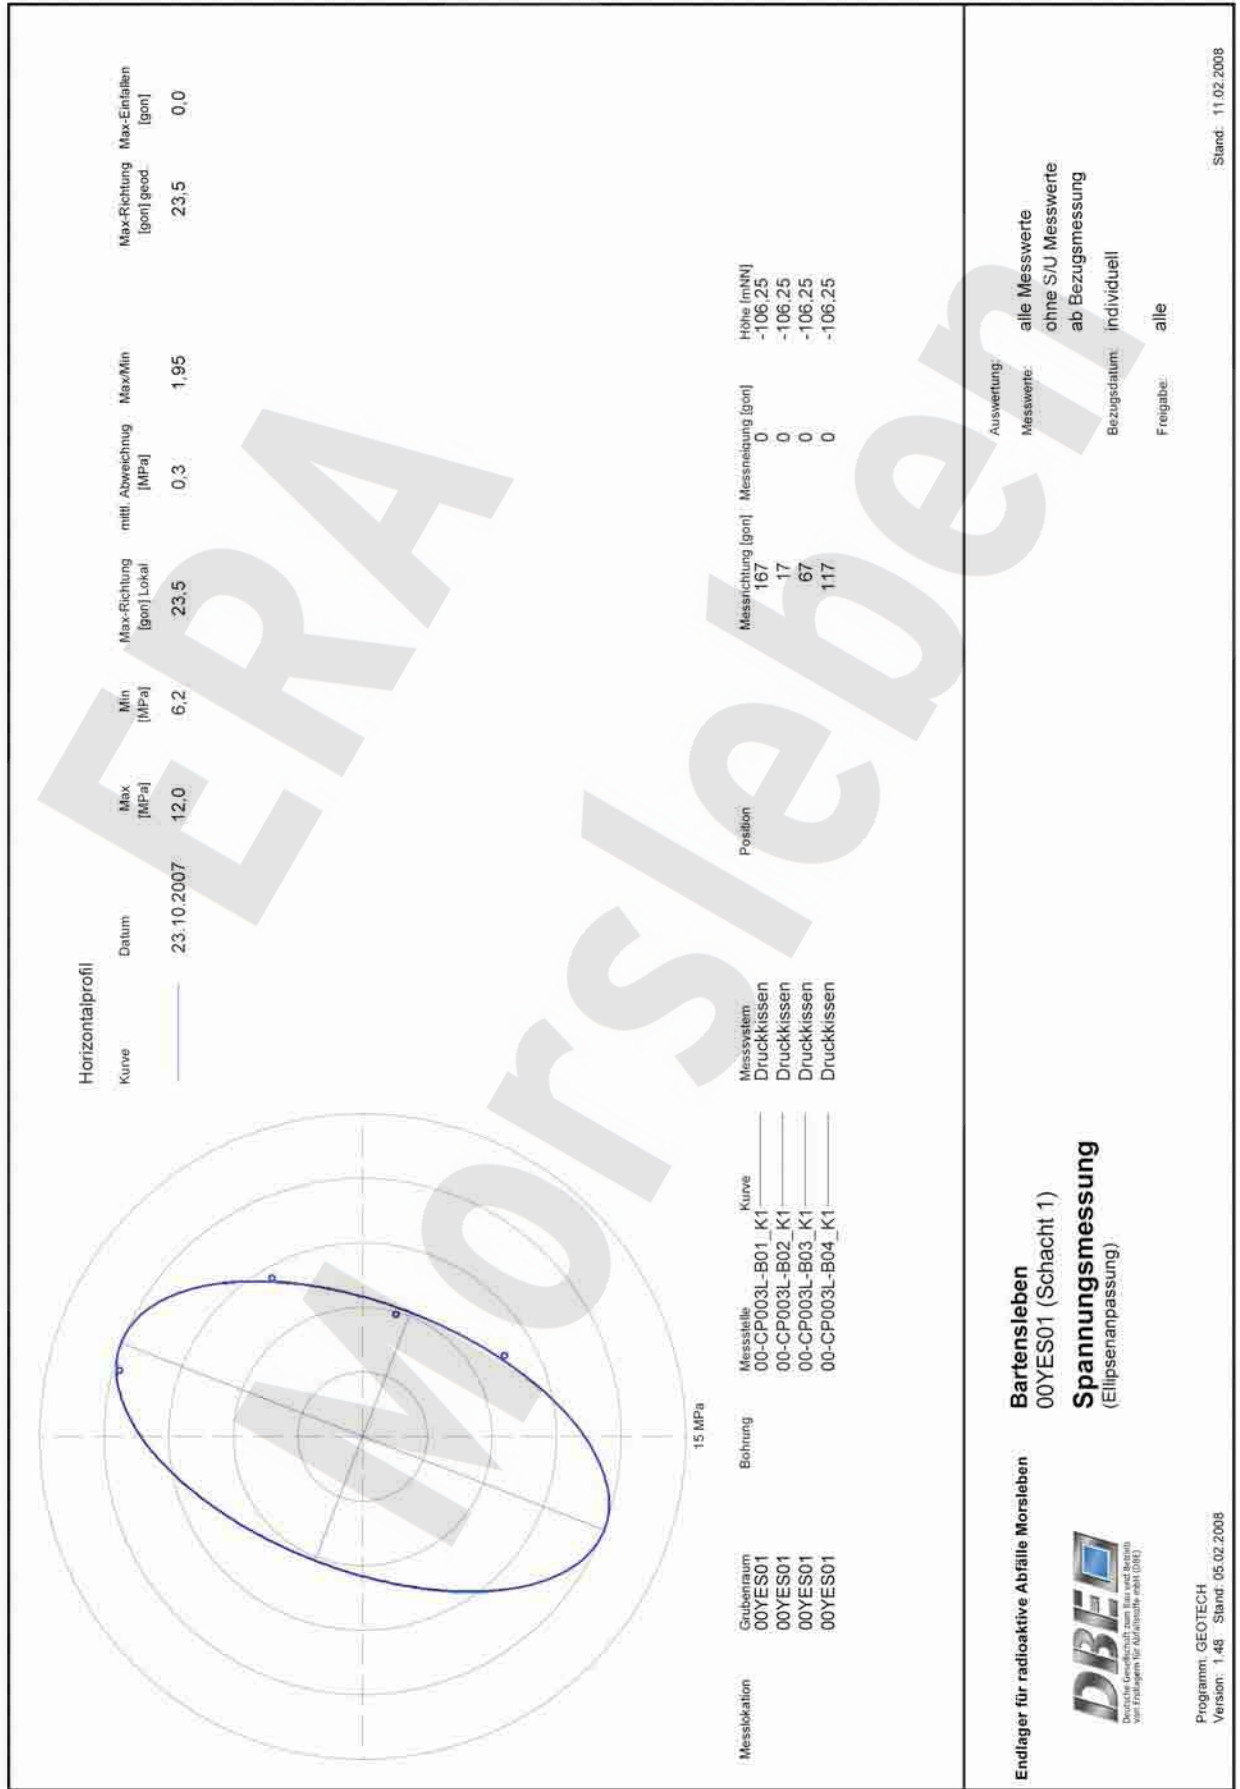 Horizontalprofil
Kurve Datum Max [MPa] Min [MPa] Max-Richtung [gon] Lokal mittl. Abweichnug [MPa] Max/Min Max-Richtung [gon] geod. Max-Einfallen [gon]
23.10.2007 12,0 6,2 23,5 0,3 1,95 23,5 0,0
15 MPa
Messlokation Grubenraum Bohrung Messstelle Kurve Messsystem Position Messrichtung [gon] Messneigung [gon] Höhe [mNN]
00YES01 00-CP003L-B01_K1 Druckkissen 167 0 -106,25
00YES01 00-CP003L-B02_K1 Druckkissen 17 0 -106,25
00YES01 00-CP003L-B03_K1 Druckkissen 67 0 -106,25
00YES01 00-CP003L-B04_K1 Druckkissen 117 0 -106,25
ERA
Morsleben
Endlager für radioaktive Abfälle Morsleben
DBE
Deutsche Gesellschaft zum Bau und Betrieb
von Endlagern für Abfallstoffe mbH (DBE)
Programm: GEOTECH
Version: 1.48 Stand: 05.02.2008
Bartensleben
00YES01 (Schacht 1)
Spannungsmessung
(Ellipsenanpassung)
Auswertung:
Messwerte: alle Messwerte
ohne S/U Messwerte
ab Bezugsmessung
Bezugsdatum: individuell
Freigabe: alle
Stand: 11.02.2008